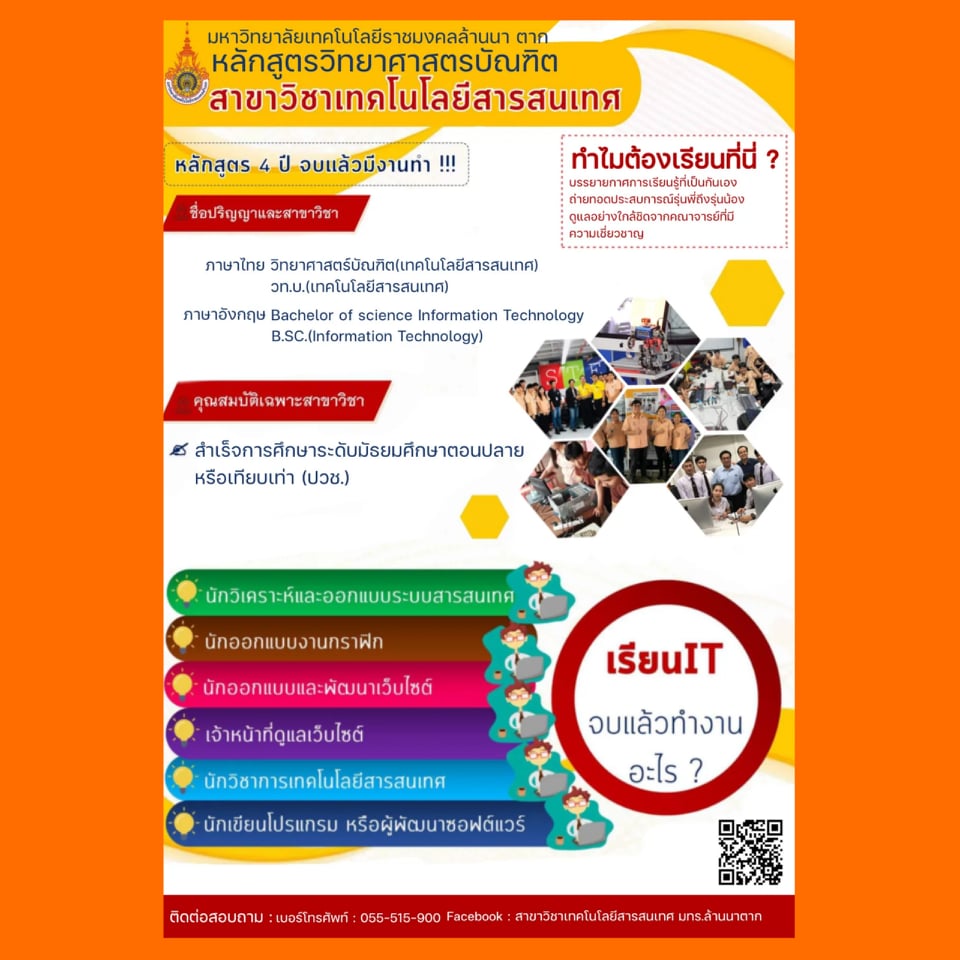 มหาวิทยาลัยเทคโนโลยีราชมงคลล้านนา ตาก
หลักสูตรวิทยาศาสตรบัณฑิต
สาขาวิชาเทคโนโลยีสารสนเทศ
หลักสูตร 4 ปี จบแล้วมีงานทำ !!!
ทำไมต้องเรียนที่นี่ ?
บรรยายกาศการเรียนรู้ที่เป็นกันเอง
ถ่ายทอดประสบการณ์รุ่นพี่ถึงรุ่นน้อง
ดูแลอย่างใกล้ชิดจากคณาจารย์ที่มี
ความเชี่ยวชาญ
ชื่อปริญญาและสาขาวิชา
ภาษาไทย วิทยาศาสตร์บัณฑิต(เทคโนโลยีสารสนเทศ)
วท.บ.(เทคโนโลยีสารสนเทศ)
ภาษาอังกฤษ Bachelor of science Information Technology
B.SC.(Information Technology)
คุณสมบัติเฉพาะสาขาวิชา
สำเร็จการศึกษาระดับมัธยมศึกษาตอนปลาย
หรือเทียบเท่า (ปวช.)
นักวิเคราะห์และออกแบบระบบสารสนเทศ
นักออกแบบงานกราฟิก
นักออกแบบและพัฒนาเว็บไซต์
เจ้าหน้าที่ดูแลเว็บไซต์
นักวิชาการเทคโนโลยีสารสนเทศ
นักเขียนโปรแกรม หรือผู้พัฒนาซอฟต์แวร์
เรียนIT
จบแล้วทำงาน
อะไร ?
ติดต่อสอบถาม : เบอร์โทรศัพท์ : 055-515-900 Facebook : สาขาวิชาเทคโนโลยีสารสนเทศ มทร.ล้านนาตาก